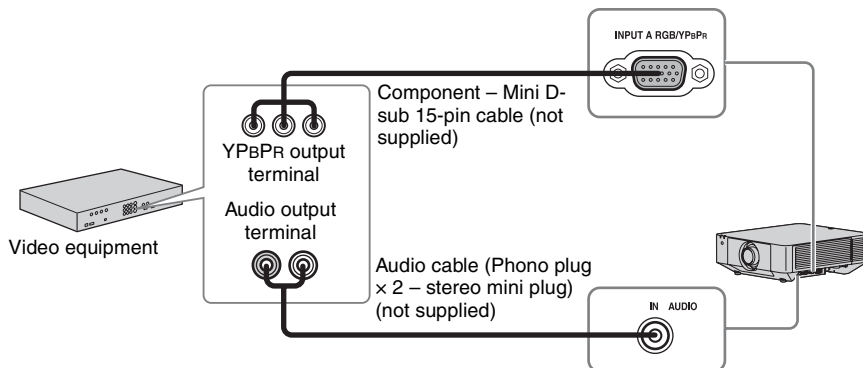 INPUT A RGB/YPBPR
Component – Mini D-
sub 15-pin cable (not
supplied)
YPBPR output
terminal
Audio output
terminal
Video equipment
Audio cable (Phono plug
× 2 – stereo mini plug)
(not supplied)
IN AUDIO